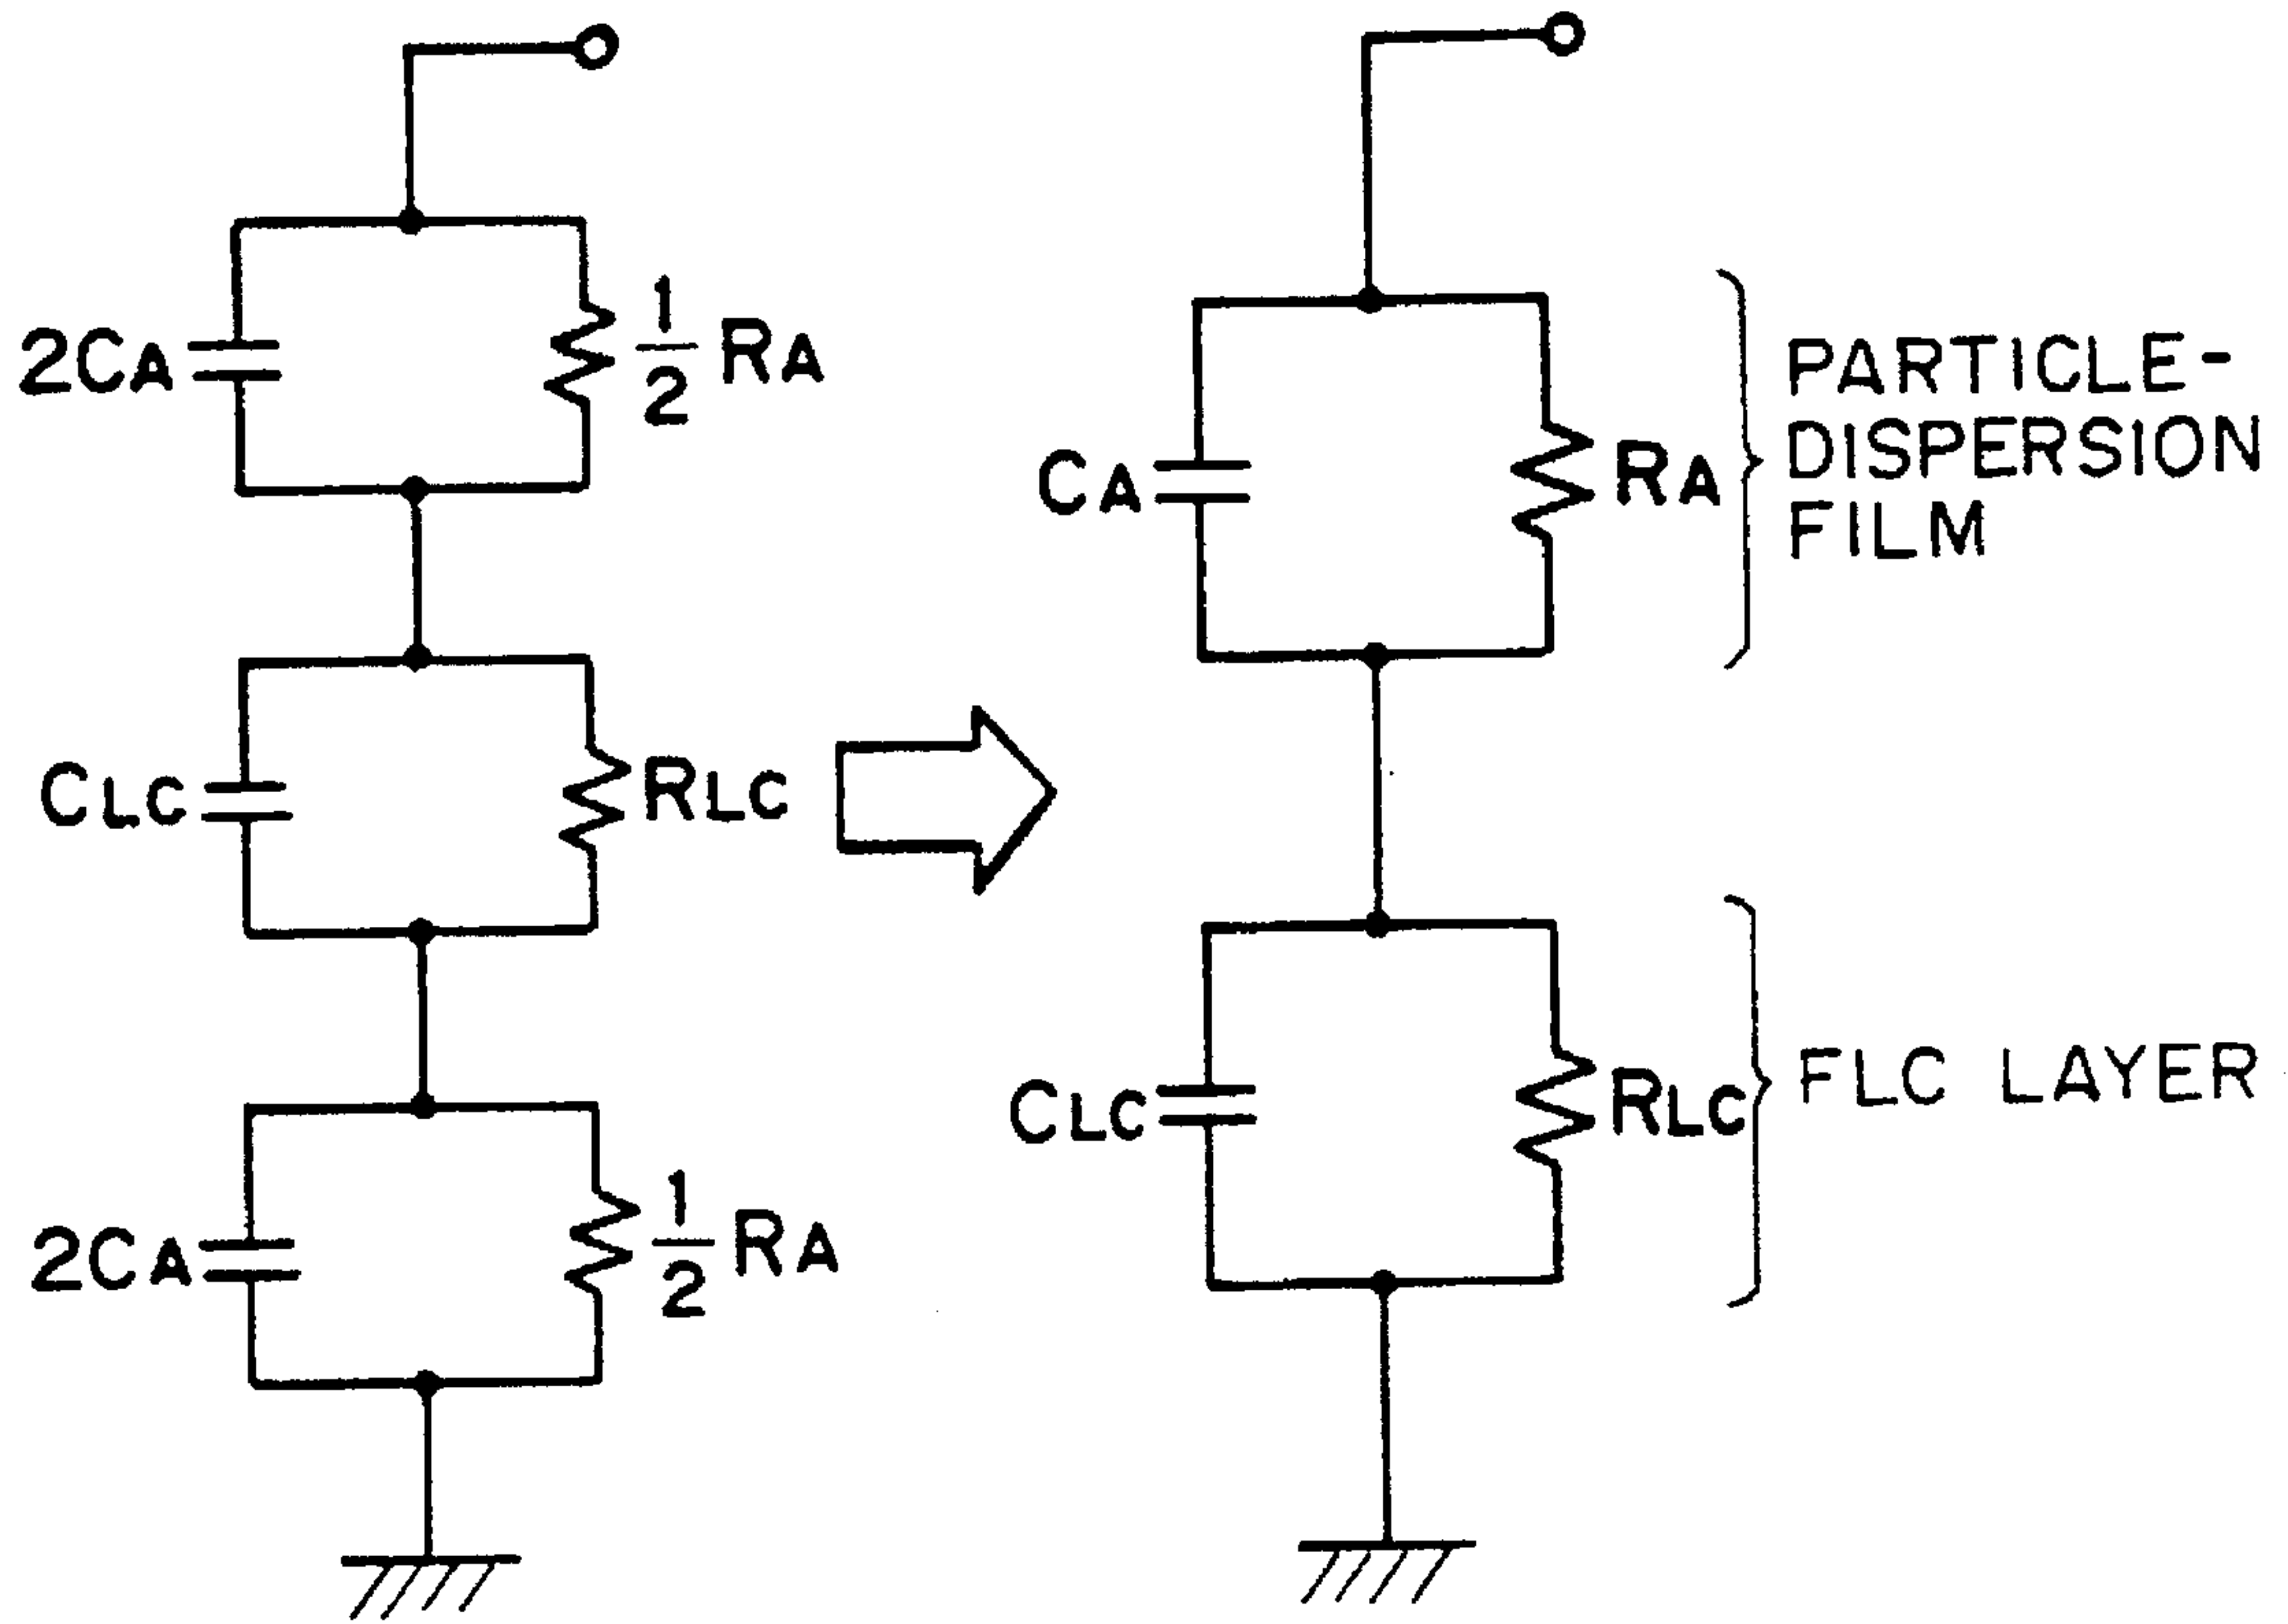 2CA
1/2 RA
CLC
RLC
2CA
1/2 RA
CA
RA
PARTICLE-
DISPERSION
FILM
CLC
RLC
FLC LAYER